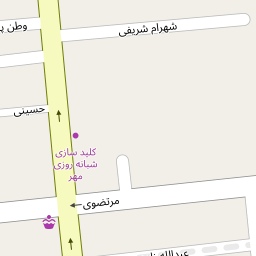 وطن
شهرام شریفی
حسینی
کلید سازی
شبانه روزی
مهر
مرتضوی
عبدالله